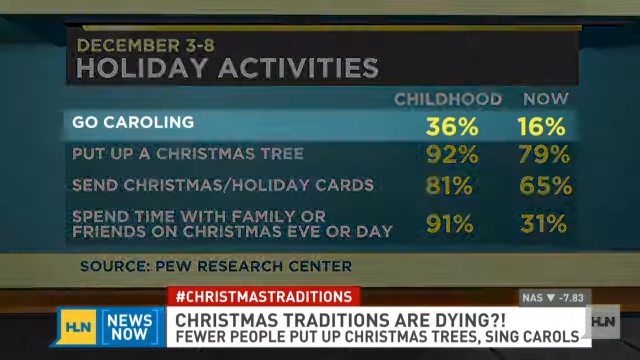 DECEMBER 3-8
HOLIDAY ACTIVITIES
CHILDHOOD NOW
GO CAROLING 36% 16%
PUT UP A CHRISTMAS TREE 92% 79%
SEND CHRISTMAS/HOLIDAY CARDS 81% 65%
SPEND TIME WITH FAMILY OR
FRIENDS ON CHRISTMAS EVE OR DAY 91% 31%
SOURCE: PEW RESEARCH CENTER
#CHRISTMASTRADITIONS
NAS ▼ -7.83
HLN NEWS NOW
CHRISTMAS TRADITIONS ARE DYING?!
FEWER PEOPLE PUT UP CHRISTMAS TREES, SING CAROLS
HLN